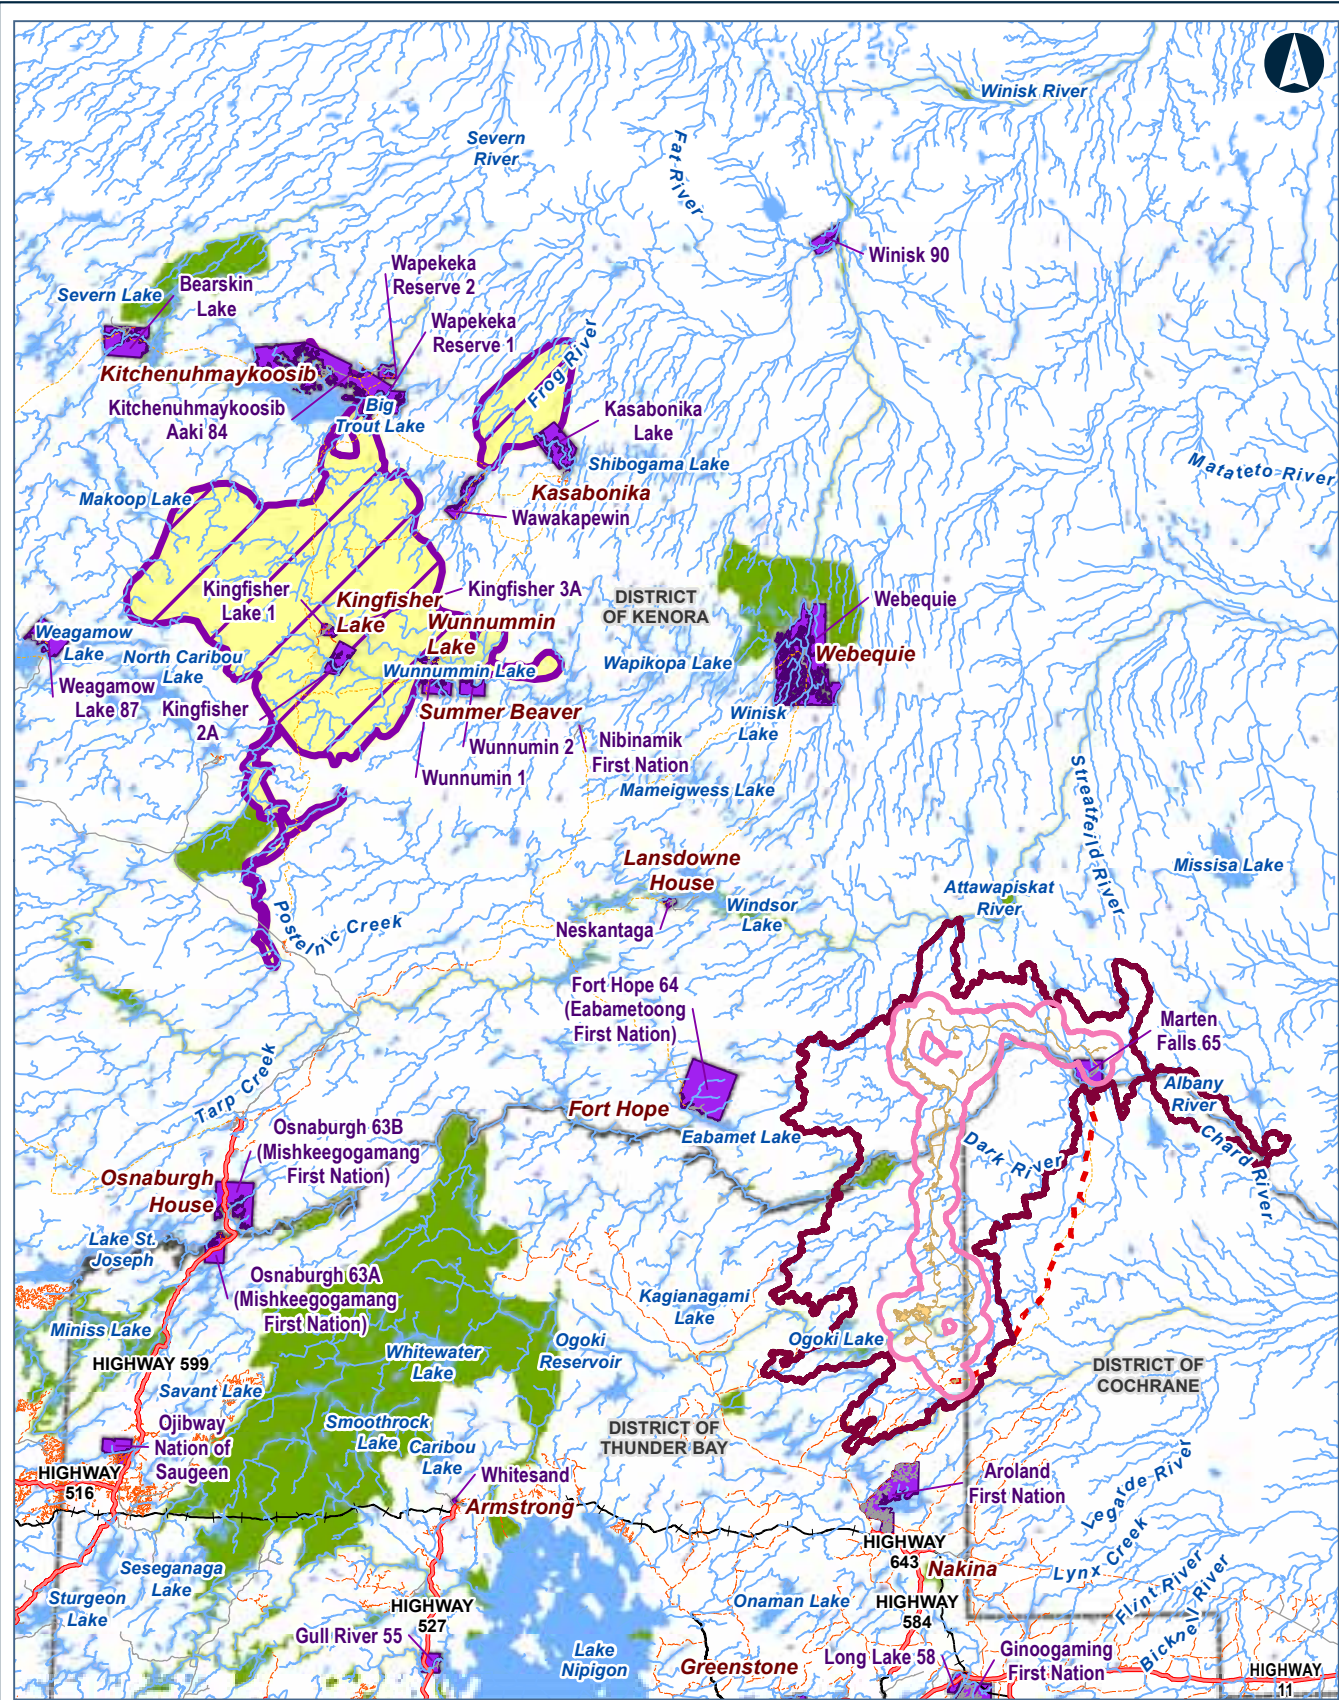 Winisk River
Severn
River
Fat River
Winisk 90
Wapekeka
Reserve 2
Bearskin
Lake
Severn Lake
Wapekeka
Reserve 1
Frog River
Kitchenuhmaykoosib
Kitchenuhmaykoosib
Aaki 84
Big
Trout Lake
Kasabonika
Lake
Shibogama Lake
Matateto River
Makoop Lake
Kasabonika
Wawakapewin
Kingfisher
Lake 1
Kingfisher
Lake
Kingfisher 3A
DISTRICT
OF KENORA
Webequie
Wunnummin
Lake
Weagamow
Lake
North Caribou
Lake
Wunnummin Lake
Wapikopa Lake
Webequie
Weagamow
Lake 87
Kingfisher
2A
Summer Beaver
Winisk
Lake
Wunnumin 2
Nibinamik
First Nation
Wunnumin 1
Mameigwess Lake
Streatfeild River
Lansdowne
House
Missisa Lake
Attawapiskat
River
Windsor
Lake
Postelnic Creek
Neskantaga
Fort Hope 64
(Eabametoong
First Nation)
Marten
Falls 65
Tarp Creek
Albany
River
Fort Hope
Osnaburgh 63B
(Mishkeegogamang
First Nation)
Eabamet Lake
Dark River
Chard River
Osnaburgh
House
Lake St.
Joseph
Osnaburgh 63A
(Mishkeegogamang
First Nation)
Kagianagami
Lake
Miniss Lake
Ogoki
Reservoir
Ogoki Lake
Whitewater
Lake
HIGHWAY 599
DISTRICT OF
COCHRANE
Savant Lake
Smoothrock
Lake
Caribou
Lake
DISTRICT OF
THUNDER BAY
Ojibway
Nation of
Saugeen
HIGHWAY
516
Whitesand
Armstrong
Aroland
First Nation
Legarde River
HIGHWAY
643
Nakina
Lynx Creek
Seseganaga
Lake
Sturgeon
Lake
HIGHWAY
527
Onaman Lake
HIGHWAY
584
Flint River
Bicknell River
Gull River 55
Lake
Nipigon
Greenstone
Long Lake 58
Ginoogaming
First Nation
HIGHWAY
11